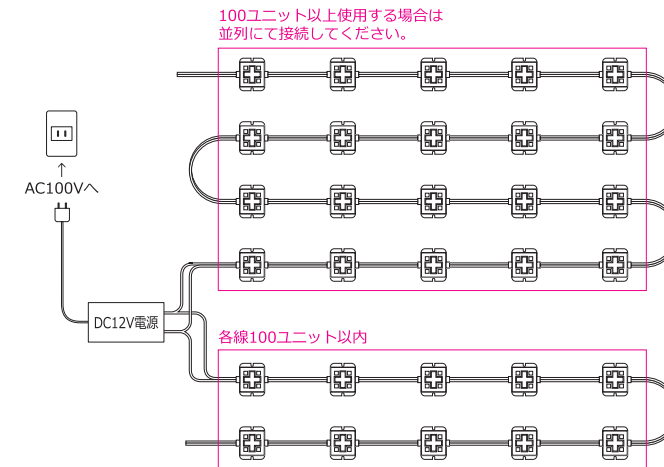 100ユニット以上使用する場合は
並列にて接続してください。
AC100Vへ
DC12V電源
各線100ユニット以内